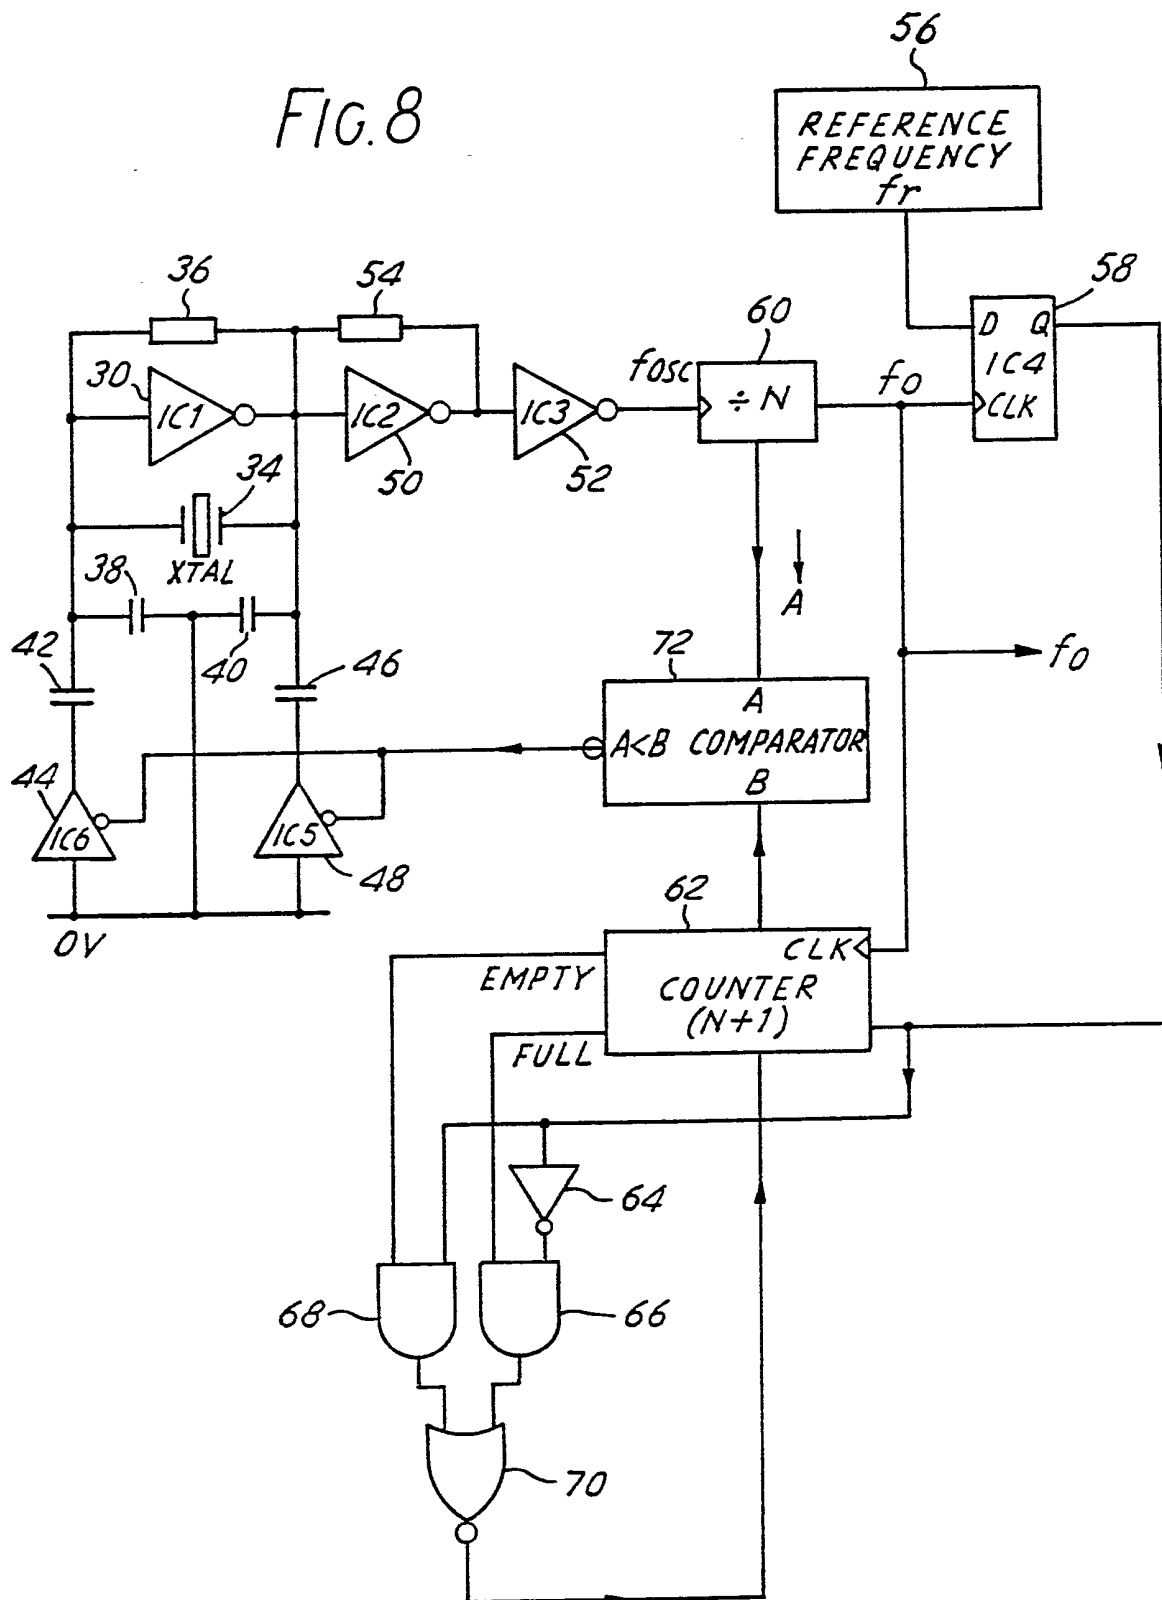 56
FIG.8
REFERENCE
FREQUENCY
fr
36
54
58
60
D Q
IC4
CLK
30
IC1
IC2
IC3
fosc
÷N
fo
50
52
34
XTAL
38
A
42
40
46
72
fo
A
A<B COMPARATOR
B
44
IC6
IC5
48
62
0V
CLK
EMPTY
COUNTER
(N+1)
FULL
64
68
66
70